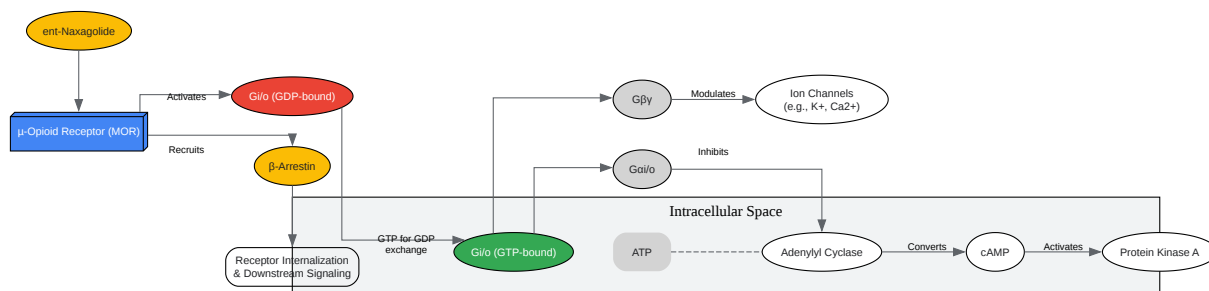 ent-Naxagolide
µ-Opioid Receptor (MOR)
Activates
Recruits
Gi/o (GDP-bound)
β-Arrestin
Receptor Internalization
& Downstream Signaling
GTP for GDP
exchange
Gi/o (GTP-bound)
Gβγ
Modulates
Ion Channels
(e.g., K+, Ca2+)
Gαi/o
Inhibits
Intracellular Space
ATP
Adenylyl Cyclase
Converts
cAMP
Activates
Protein Kinase A